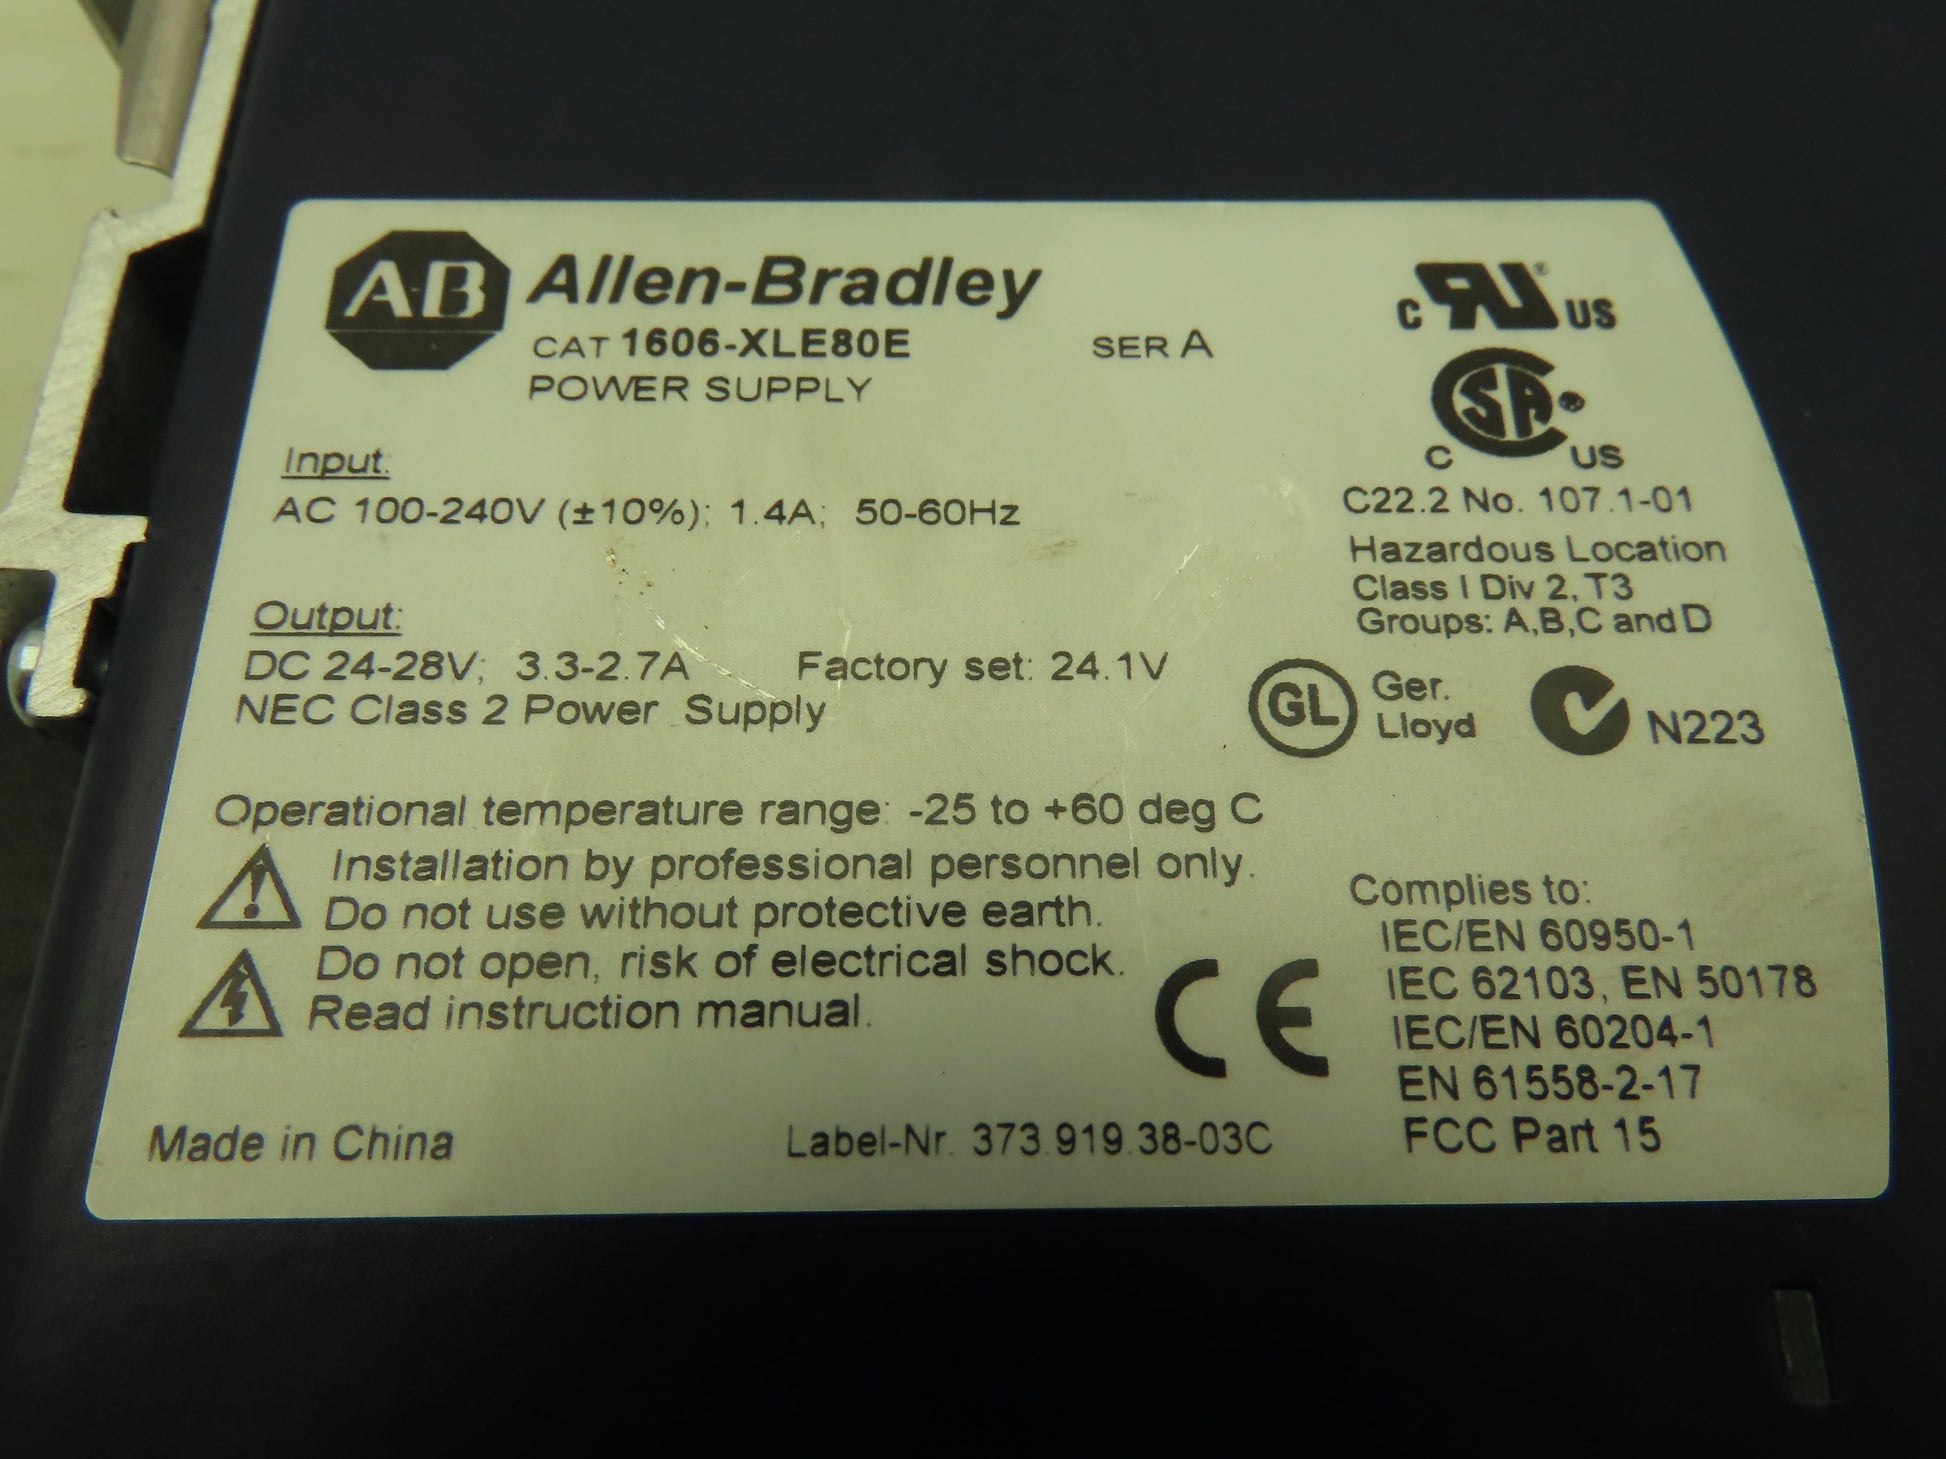 AB Allen-Bradley
CAT 1606-XLE80E SER A
POWER SUPPLY
Input:
AC 100-240V (±10%); 1.4A; 50-60Hz
Output:
DC 24-28V; 3.3-2.7A Factory set: 24.1V
NEC Class 2 Power Supply
Operational temperature range: -25 to +60 deg C
Installation by professional personnel only.
Do not use without protective earth.
Do not open, risk of electrical shock.
Read instruction manual.
Made in China
Label-Nr. 373.919.38-03C
C RU® US
C SA® US
C22.2 No. 107.1-01
Hazardous Location
Class I Div 2, T3
Groups: A,B,C and D
GL Ger.
Lloyd
N223
CE
Complies to:
IEC/EN 60950-1
IEC 62103, EN 50178
IEC/EN 60204-1
EN 61558-2-17
FCC Part 15